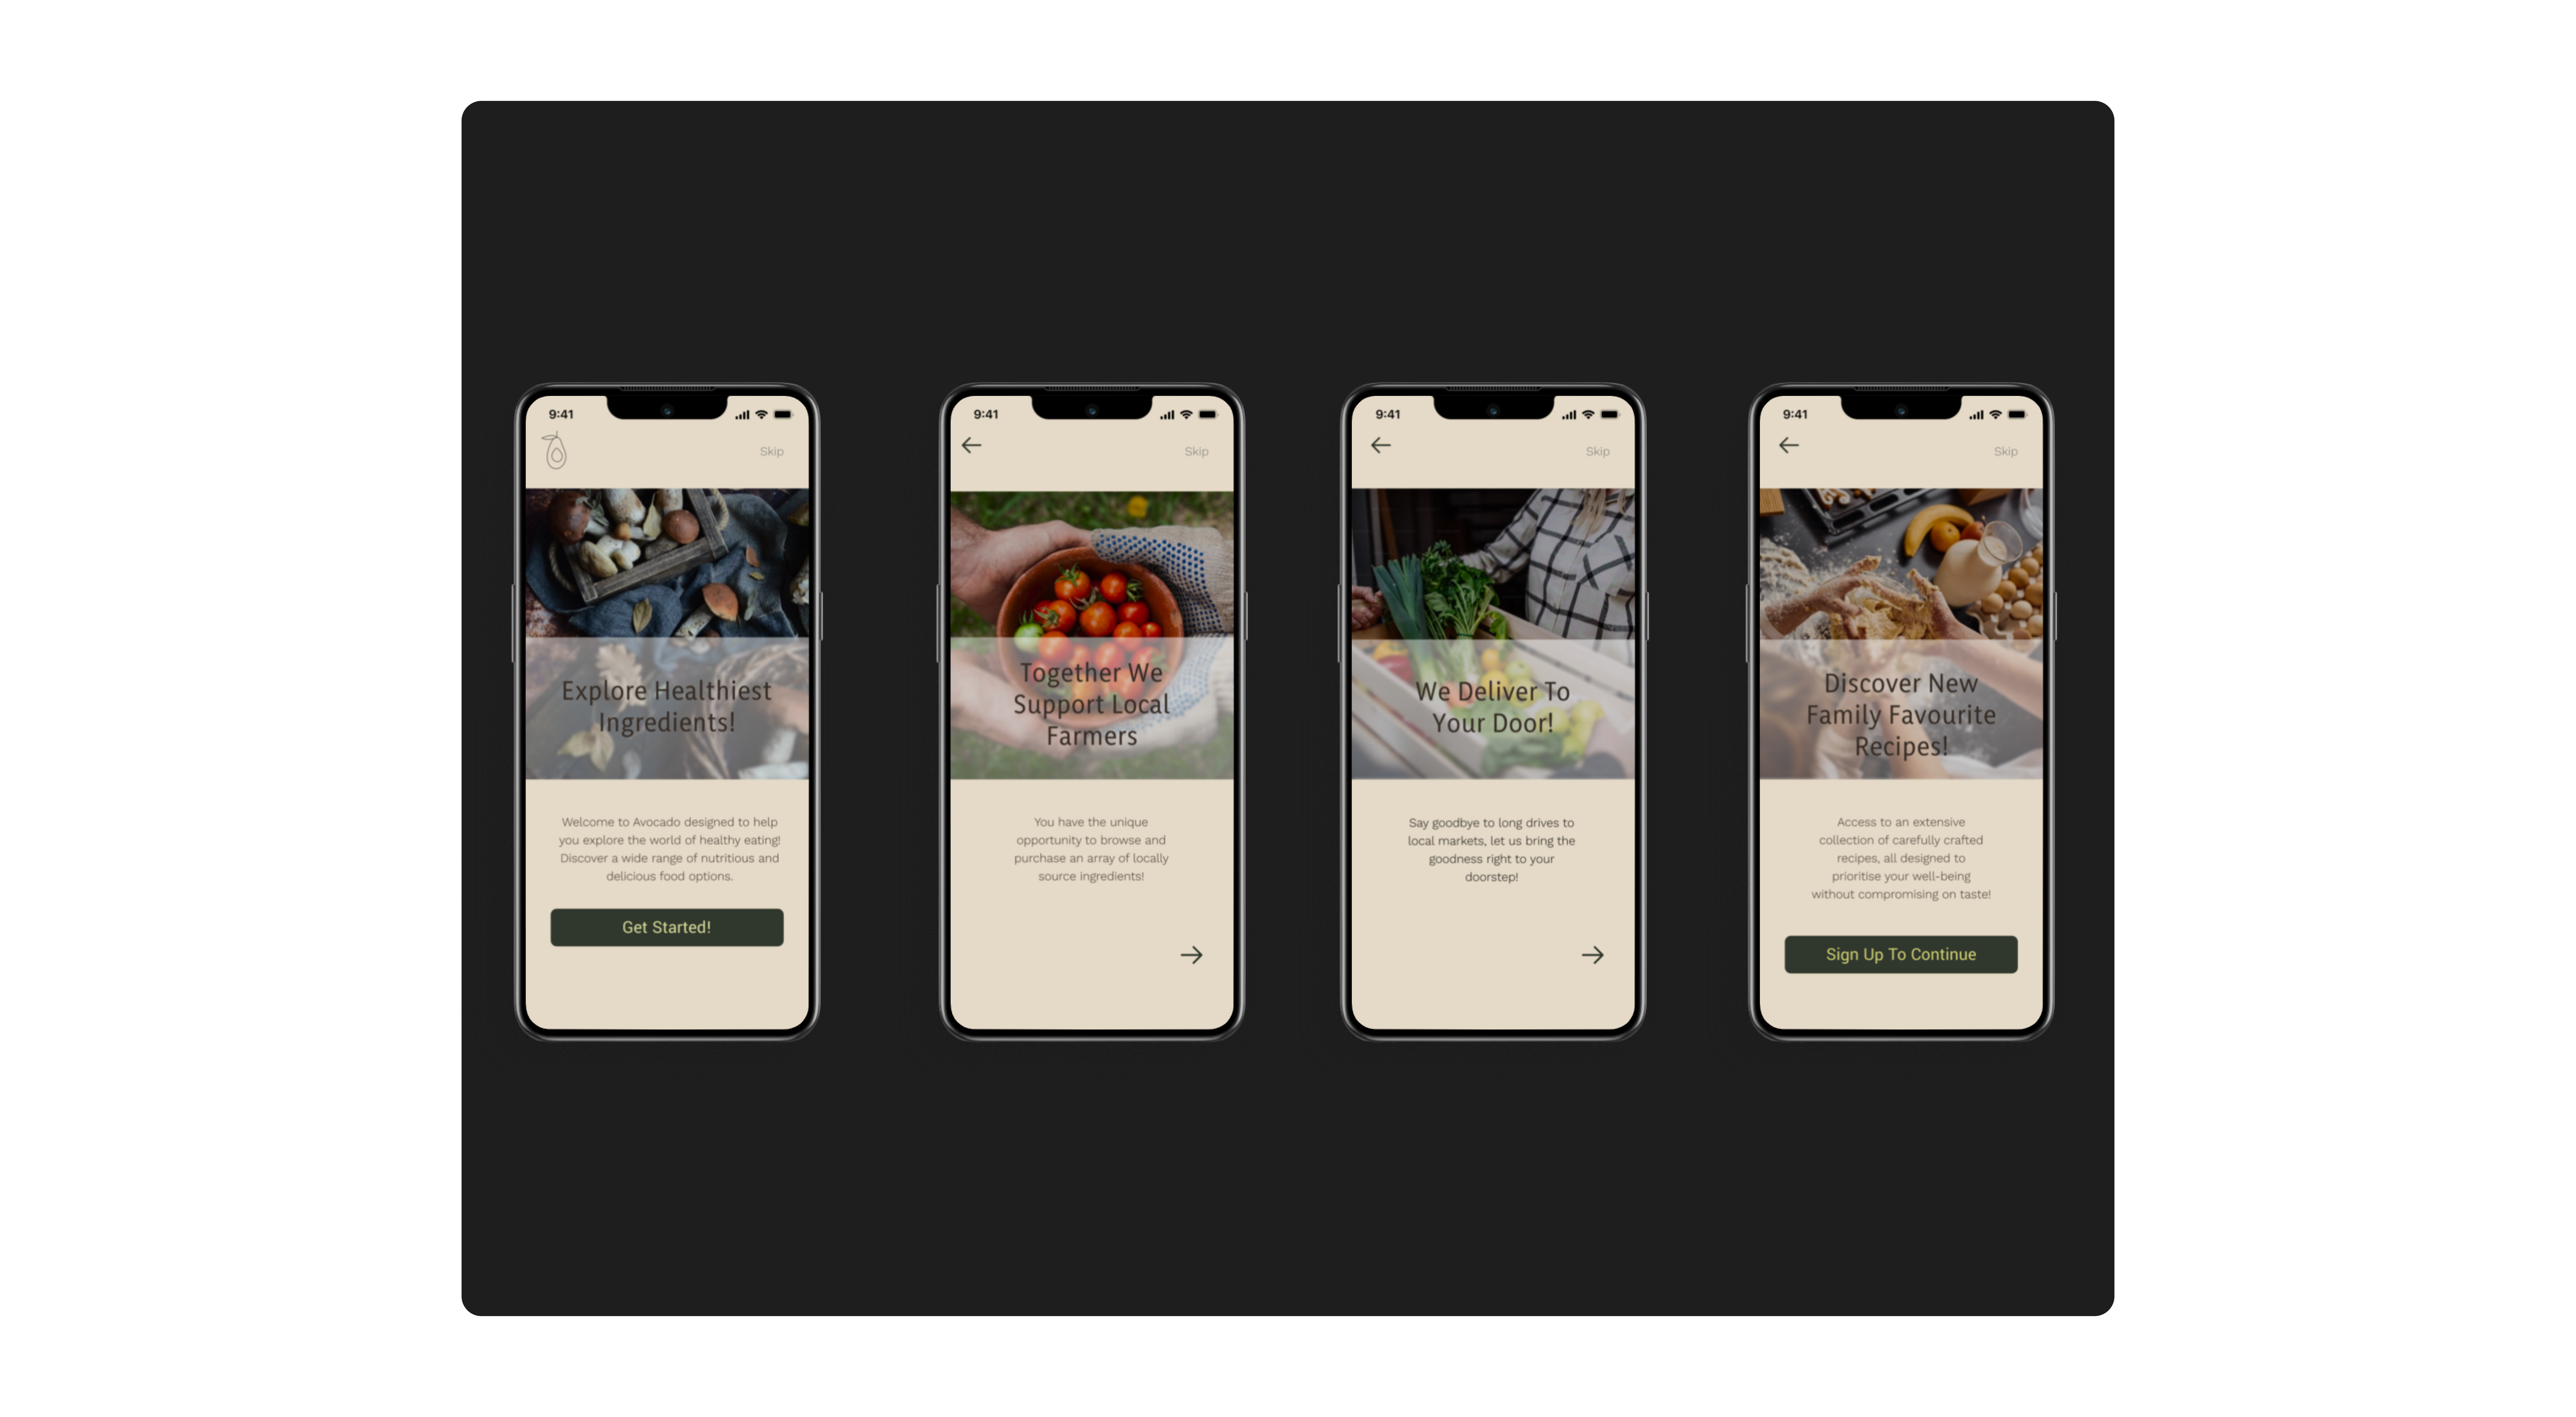 9:41
Skip
Explore Healthiest
Ingredients!
Welcome to Avocado designed to help
you explore the world of healthy eating!
Discover a wide range of nutritious and
delicious food options.
Get Started!
9:41
Skip
Together We
Support Local
Farmers
You have the unique
opportunity to browse and
purchase an array of locally
source ingredients!
9:41
Skip
We Deliver To
Your Door!
Say goodbye to long drives to
local markets, let us bring the
goodness right to your
doorstep!
9:41
Skip
Discover New
Family Favourite
Recipes!
Access to an extensive
collection of carefully crafted
recipes, all designed to
prioritise your well-being
without compromising on taste!
Sign Up To Continue